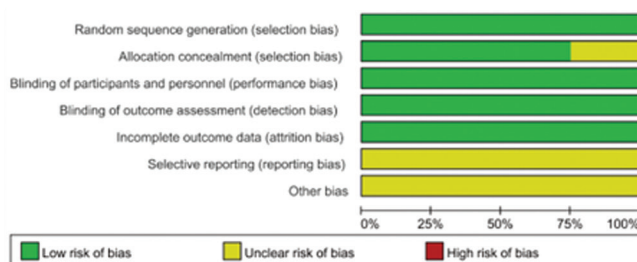 Random sequence generation (selection bias)
Allocation concealment (selection bias)
Blinding of participants and personnel (performance bias)
Blinding of outcome assessment (detection bias)
Incomplete outcome data (attrition bias)
Selective reporting (reporting bias)
Other bias
0% 25% 50% 75% 100%
Low risk of bias Unclear risk of bias High risk of bias